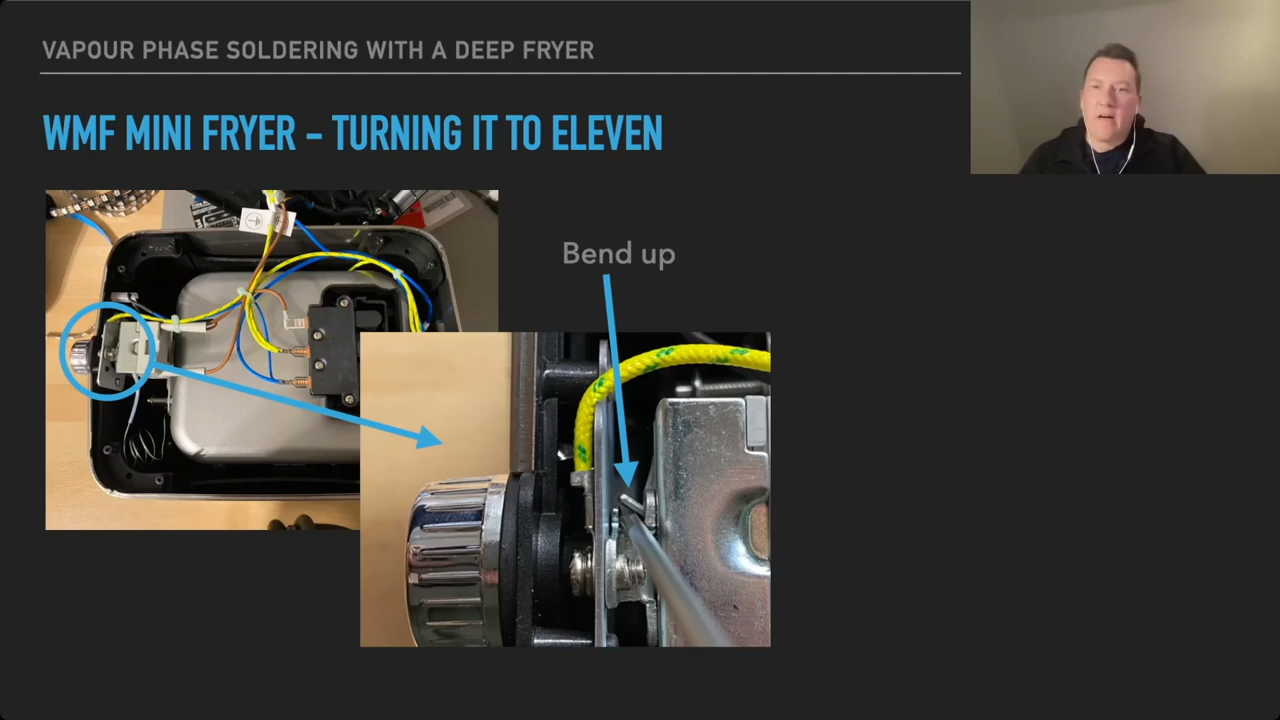 VAPOUR PHASE SOLDERING WITH A DEEP FRYER
WMF MINI FRYER - TURNING IT TO ELEVEN
Bend up